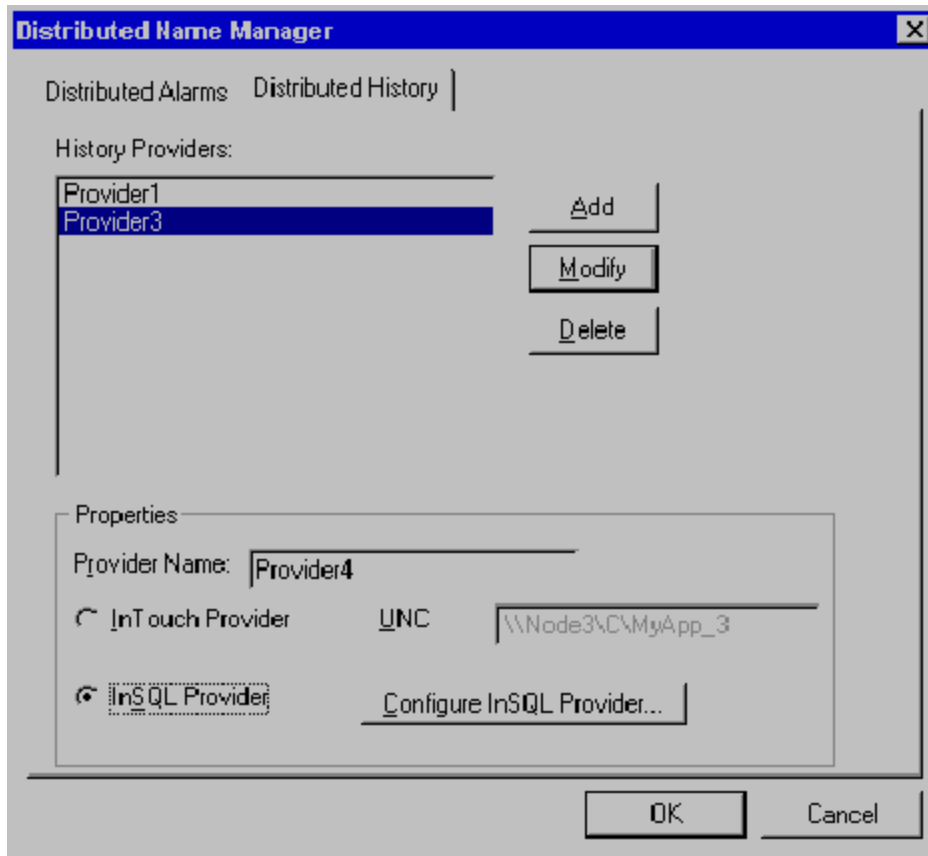 Distributed Name Manager
Distributed Alarms Distributed History
History Providers:
Provider1
Provider3
Add
Modify
Delete
Properties
Provider Name: Provider4
InTouch Provider UNC \\Node3\C\MyApp_3
InSQL Provider Configure InSQL Provider...
OK Cancel